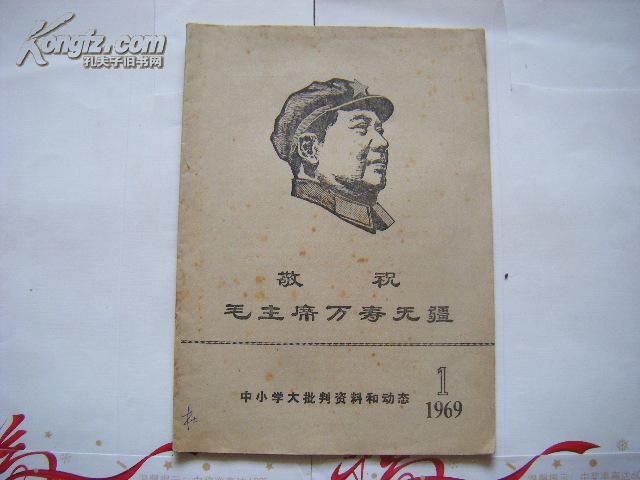 Kongfz.com
孔夫子旧书网
敬祝
毛主席万寿无疆
中小学大批判资料和动态
1
1969